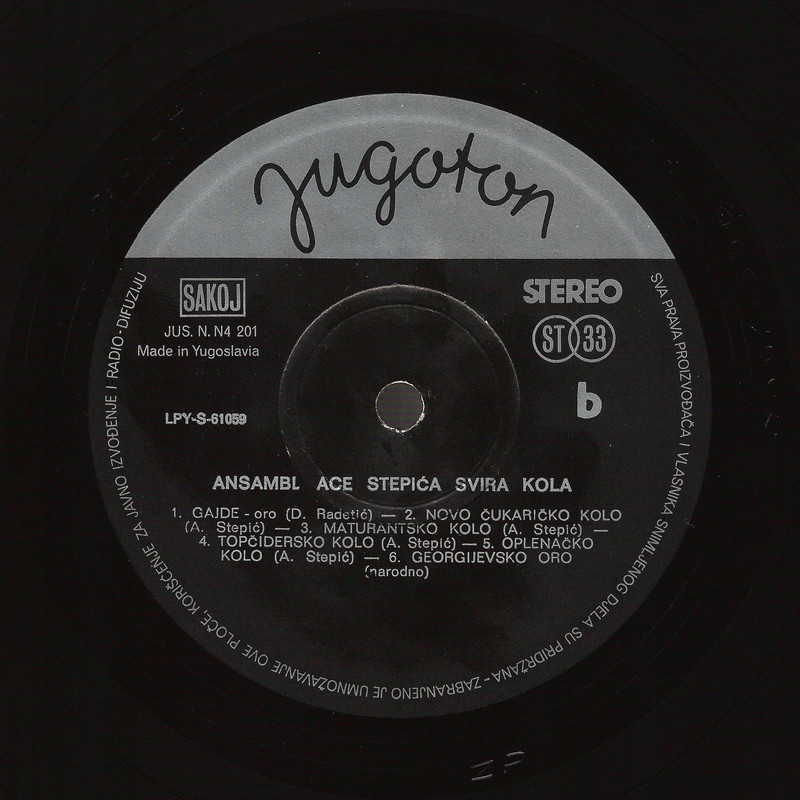 jugoton
SAKOJ
JUS. N. N4 201
Made in Yugoslavia
STEREO
ST 33
b
LPY-S-61059
ANSAMBL ACE STEPIĆA SVIRA KOLA
1. GAJDE - oro (D. Radetić) — 2. NOVO ČUKARIČKO KOLO
(A. Stepić) — 3. MATURANTSKO KOLO (A. Stepić) —
4. TOPČIDERSKO KOLO (A. Stepić) — 5. OPLENAČKO
KOLO (A. Stepić) — 6. GEORGIJEVSKO ORO
(narodno)
SVA PRAVA PROIZVOĐAČA I VLASNIKA SNIMLJENOG DJELA SU PRIDRŽANA - ZABRANJENO JE UMNOŽAVANJE OVE PLOČE, KORIŠĆENJE ZA JAVNO IZVOĐENJE I RADIO-DIFUZIJU
ZP